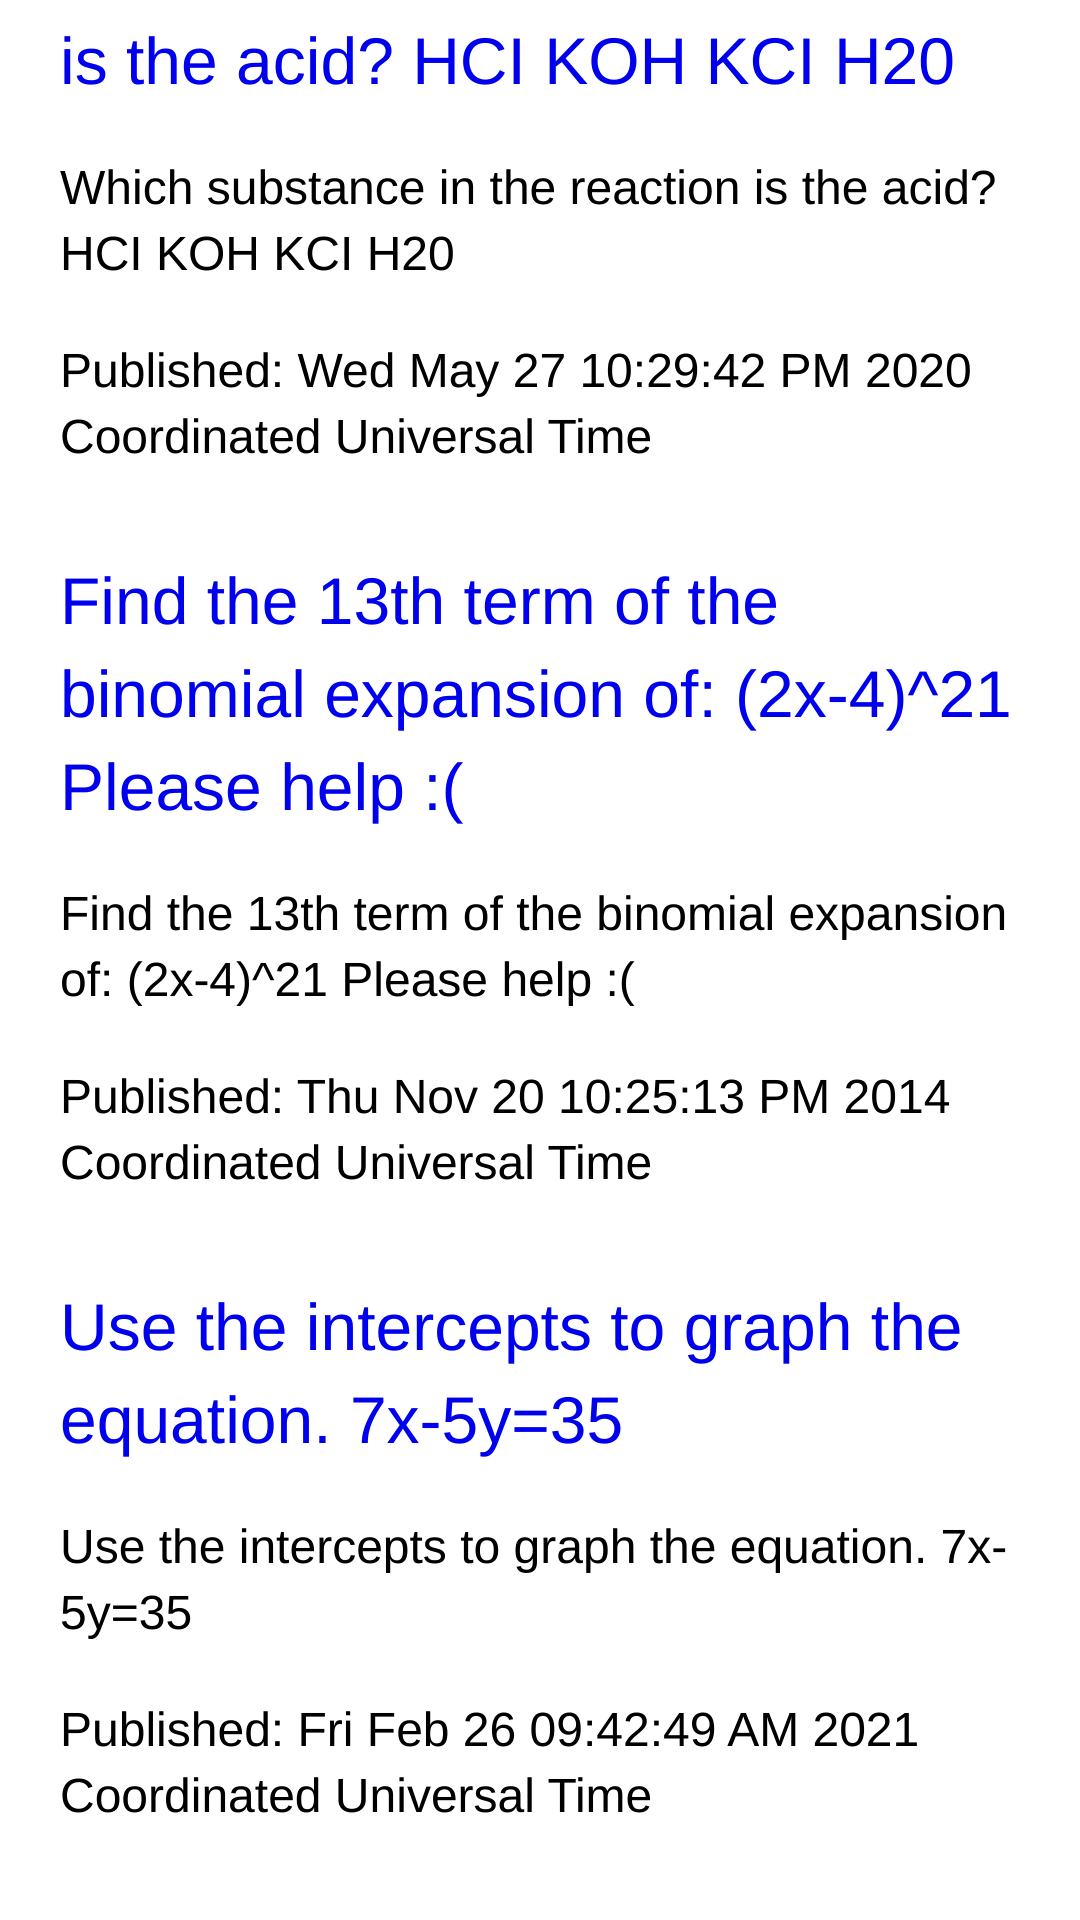 is the acid? HCI KOH KCI H20
Which substance in the reaction is the acid?
HCI KOH KCI H20
Published: Wed May 27 10:29:42 PM 2020
Coordinated Universal Time
Find the 13th term of the
binomial expansion of: (2x-4)^21
Please help :(
Find the 13th term of the binomial expansion
of: (2x-4)^21 Please help :(
Published: Thu Nov 20 10:25:13 PM 2014
Coordinated Universal Time
Use the intercepts to graph the
equation. 7x-5y=35
Use the intercepts to graph the equation. 7x-
5y=35
Published: Fri Feb 26 09:42:49 AM 2021
Coordinated Universal Time